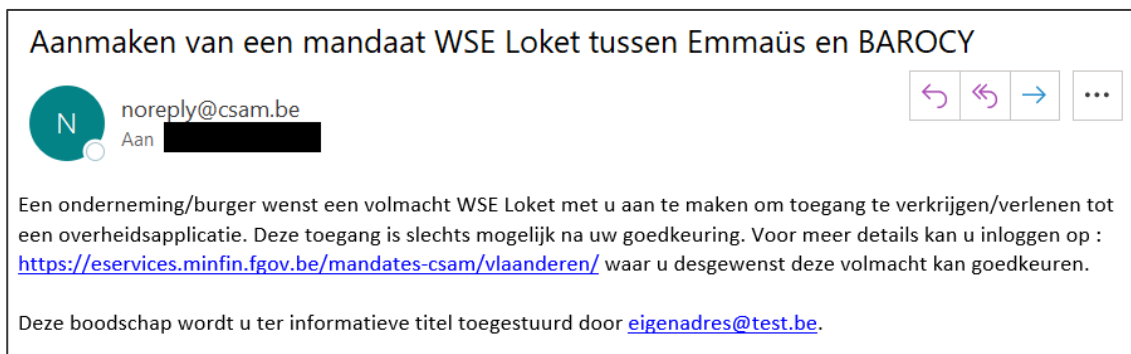 Aanmaken van een mandaat WSE Loket tussen Emmaüs en BAROCY
N
noreply@csam.be
Aan
Een onderneming/burger wenst een volmacht WSE Loket met u aan te maken om toegang te verkrijgen/verlenen tot
een overheidsapplicatie. Deze toegang is slechts mogelijk na uw goedkeuring. Voor meer details kan u inloggen op :
https://eservices.minfin.fgov.be/mandates-csam/vlaanderen/ waar u desgewenst deze volmacht kan goedkeuren.
Deze boodschap wordt u ter informatieve titel toegestuurd door eigenadres@test.be.